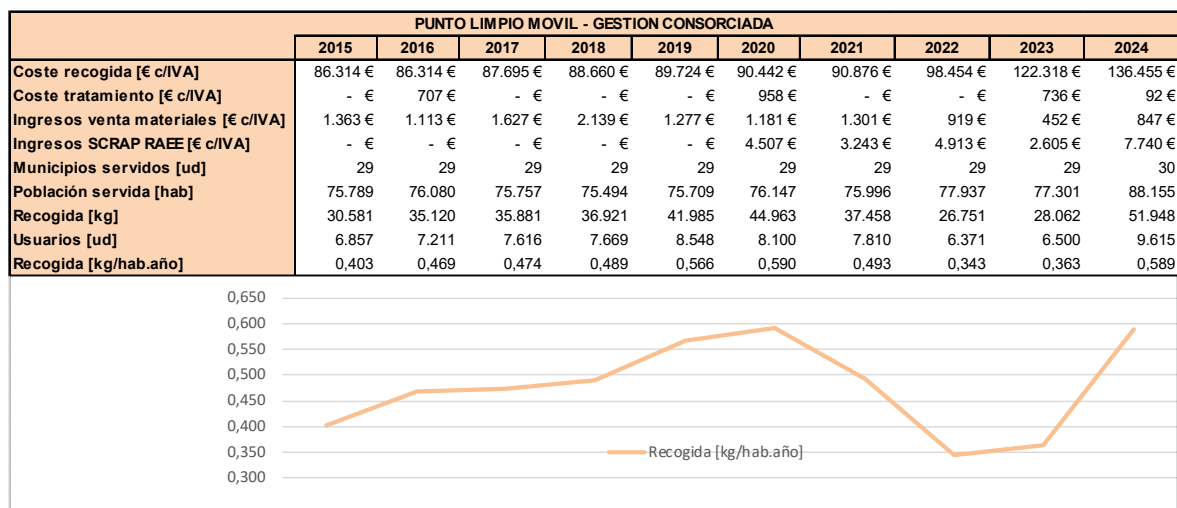 PUNTO LIMPIO MOVIL - GESTION CONSORCIADA
2015 2016 2017 2018 2019 2020 2021 2022 2023 2024
Coste recogida [€ c/IVA] 86.314 € 86.314 € 87.695 € 88.660 € 89.724 € 90.442 € 90.876 € 98.454 € 122.318 € 136.455 €
Coste tratamiento [€ c/IVA] - € 707 € - € - € - € 958 € - € - € 736 € 92 €
Ingresos venta materiales [€ c/IVA] 1.363 € 1.113 € 1.627 € 2.139 € 1.277 € 1.181 € 1.301 € 919 € 452 € 847 €
Ingresos SCRAP RAEE [€ c/IVA] - € - € - € - € - € 4.507 € 3.243 € 4.913 € 2.605 € 7.740 €
Municipios servidos [ud] 29 29 29 29 29 29 29 29 29 30
Población servida [hab] 75.789 76.080 75.757 75.494 75.709 76.147 75.996 77.937 77.301 88.155
Recogida [kg] 30.581 35.120 35.881 36.921 41.985 44.963 37.458 26.751 28.062 51.948
Usuarios [ud] 6.857 7.211 7.616 7.669 8.548 8.100 7.810 6.371 6.500 9.615
Recogida [kg/hab.año] 0,403 0,469 0,474 0,489 0,566 0,590 0,493 0,343 0,363 0,589
0,650
0,600
0,550
0,500
0,450
0,400
0,350
0,300
Recogida [kg/hab.año]